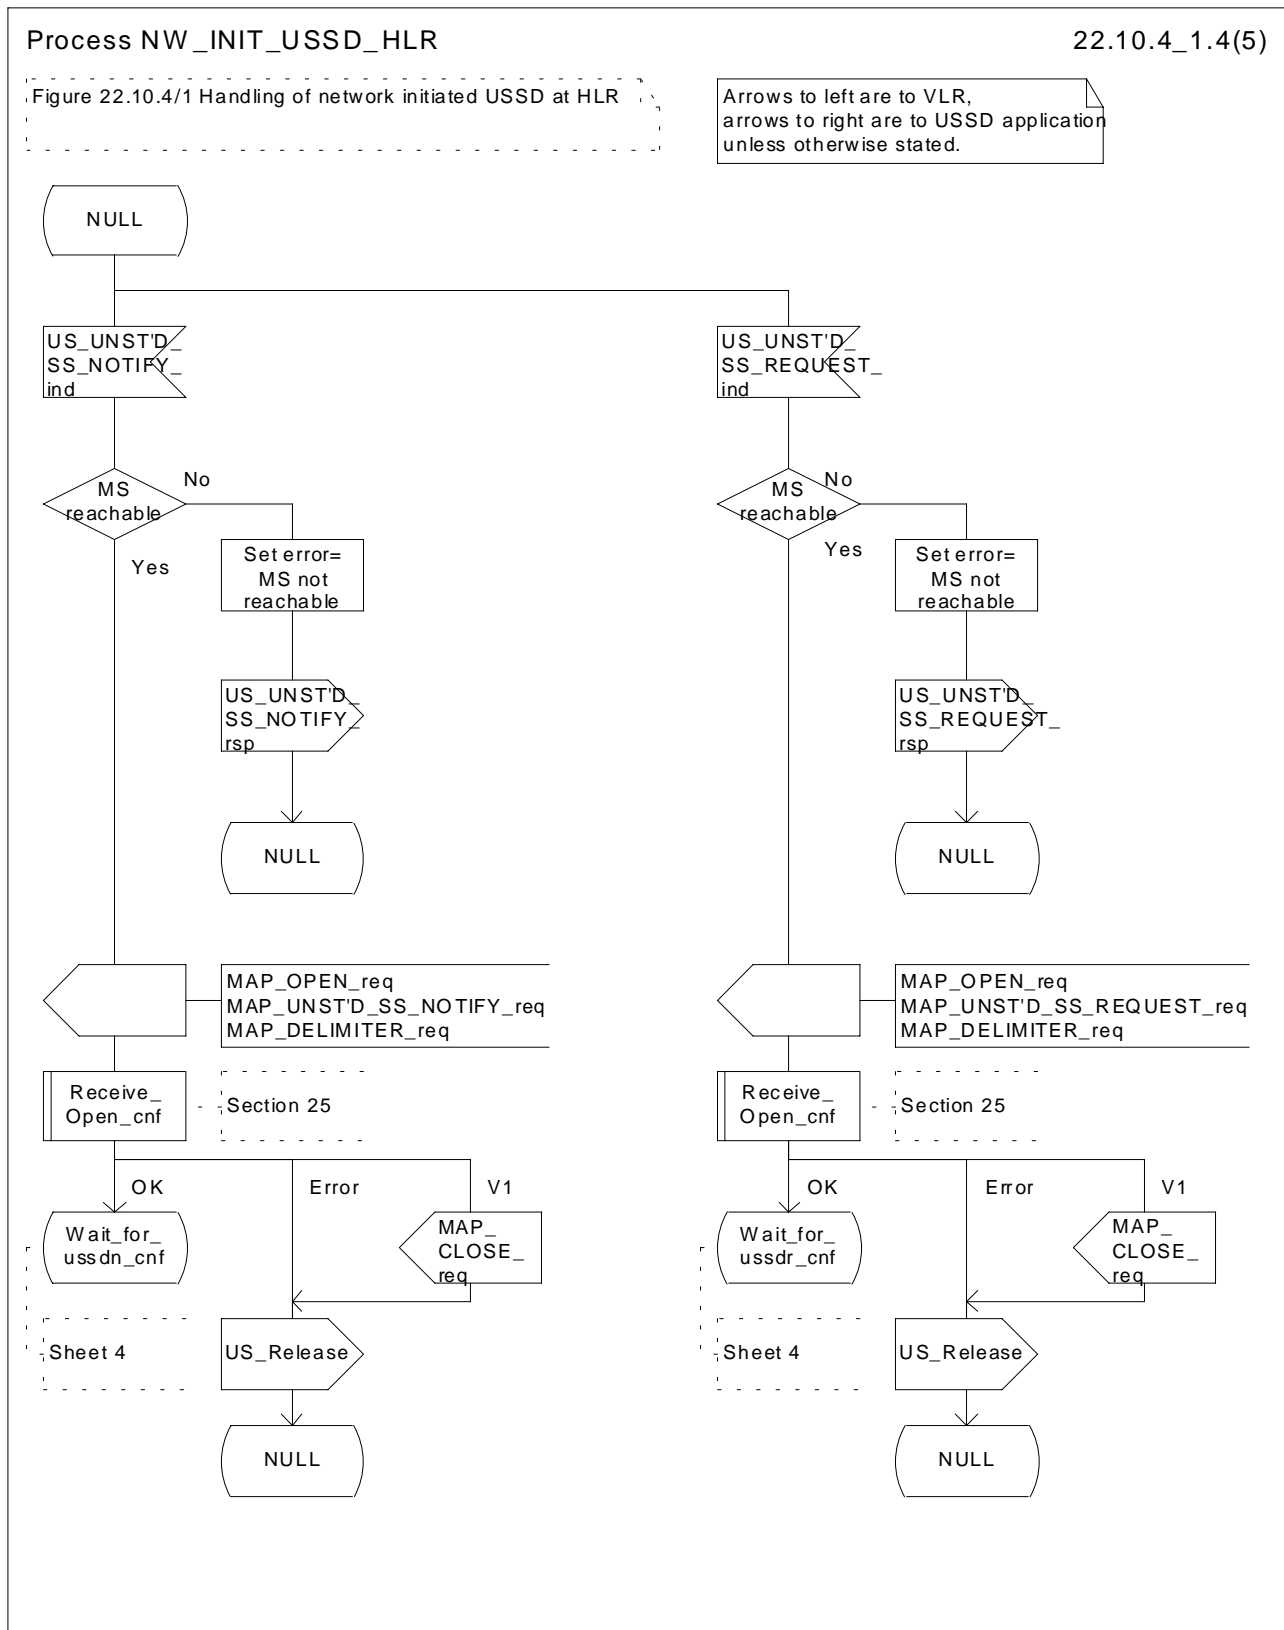 Process NW_INIT_USSD_HLR
22.10.4_1.4(5)
Figure 22.10.4/1 Handling of network initiated USSD at HLR
Arrows to left are to VLR,
arrows to right are to USSD application
unless otherwise stated.
NULL
US_UNST'D_
SS_NOTIFY_
ind
US_UNST'D_
SS_REQUEST_
ind
MS
reachable
No
Yes
MS
reachable
No
Yes
Set error=
MS not
reachable
Set error=
MS not
reachable
US_UNST'D_
SS_NOTIFY_
rsp
US_UNST'D_
SS_REQUEST_
rsp
NULL
NULL
MAP_OPEN_req
MAP_UNST'D_SS_NOTIFY_req
MAP_DELIMITER_req
MAP_OPEN_req
MAP_UNST'D_SS_REQUEST_req
MAP_DELIMITER_req
Receive_
Open_cnf
Section 25
Receive_
Open_cnf
Section 25
OK
Error
V1
OK
Error
V1
Wait_for_
ussdn_cnf
MAP_
CLOSE_
req
Wait_for_
ussdr_cnf
MAP_
CLOSE_
req
Sheet 4
US_Release
Sheet 4
US_Release
NULL
NULL